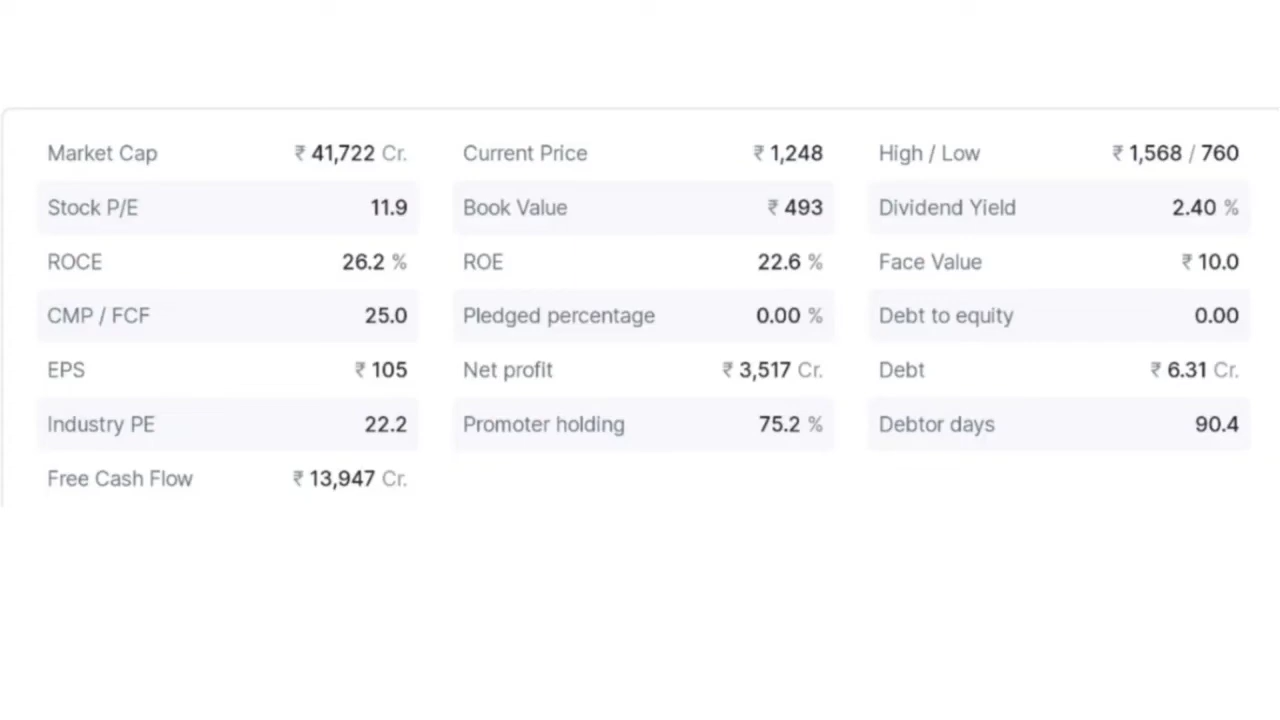 Market Cap ₹ 41,722 Cr. Current Price ₹ 1,248 High / Low ₹ 1,568 / 760
Stock P/E 11.9 Book Value ₹ 493 Dividend Yield 2.40 %
ROCE 26.2 % ROE 22.6 % Face Value ₹ 10.0
CMP / FCF 25.0 Pledged percentage 0.00 % Debt to equity 0.00
EPS ₹ 105 Net profit ₹ 3,517 Cr. Debt ₹ 6.31 Cr.
Industry PE 22.2 Promoter holding 75.2 % Debtor days 90.4
Free Cash Flow ₹ 13,947 Cr.